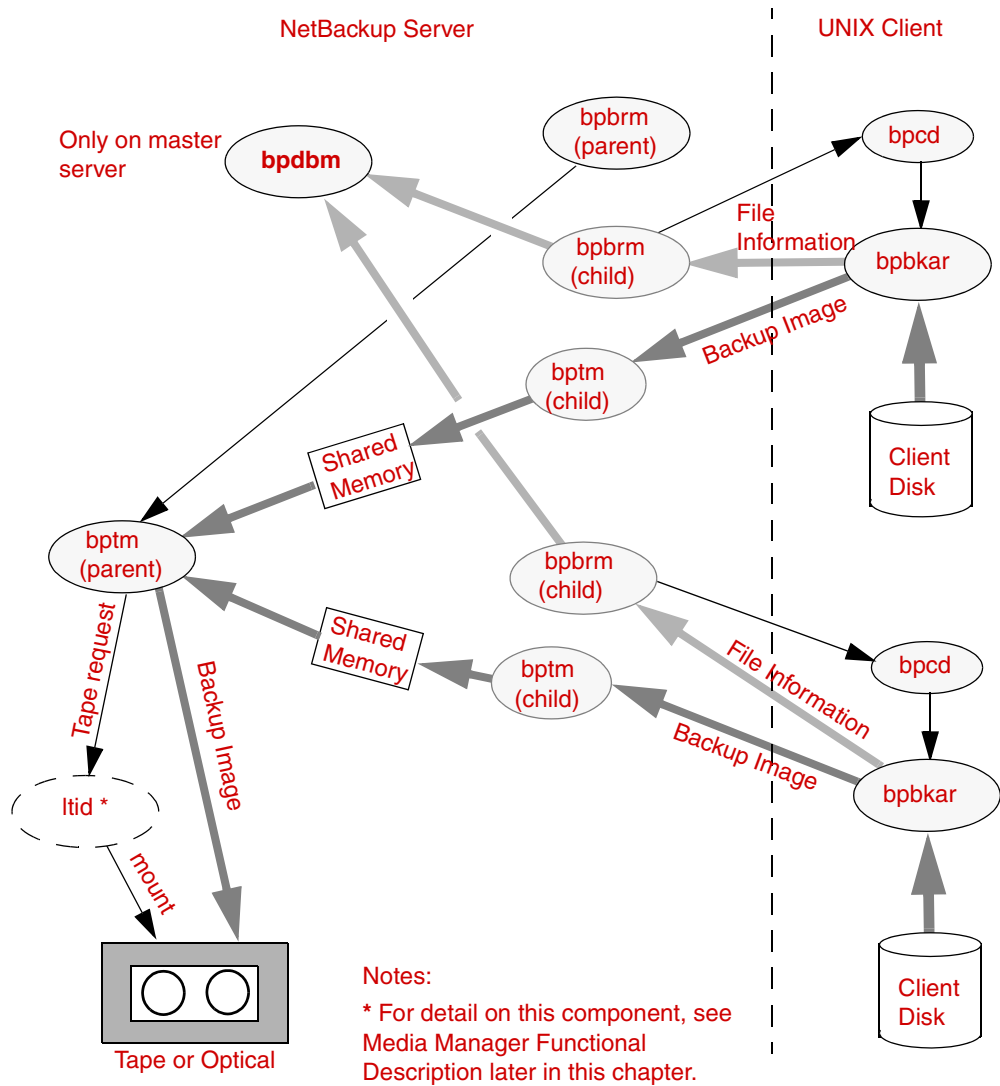 NetBackup Server
UNIX Client
Only on master
server
bpdbm
bpbrm
(parent)
bpcd
File
Information
bpbrm
(child)
bpbkar
Backup Image
bptm
(child)
Shared
Memory
Client
Disk
bptm
(parent)
bpbrm
(child)
Shared
Memory
bptm
(child)
File Information
bpcd
Backup Image
bpbkar
Tape request
Backup Image
ltid *
mount
Tape or Optical
Client
Disk
Notes:
* For detail on this component, see
Media Manager Functional
Description later in this chapter.